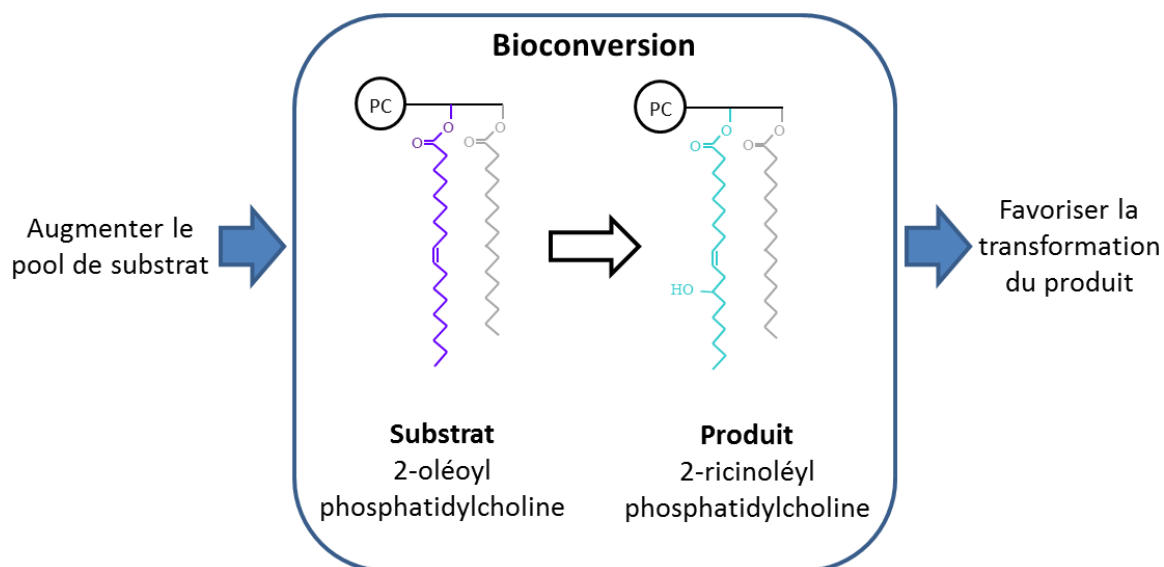 Bioconversion
PC
O
O
O
O
PC
O
O
O
O
HO
Augmenter le
pool de substrat
Favoriser la
transformation
du produit
Substrat
2-oléoyl
phosphatidylcholine
Produit
2-ricinoléyl
phosphatidylcholine